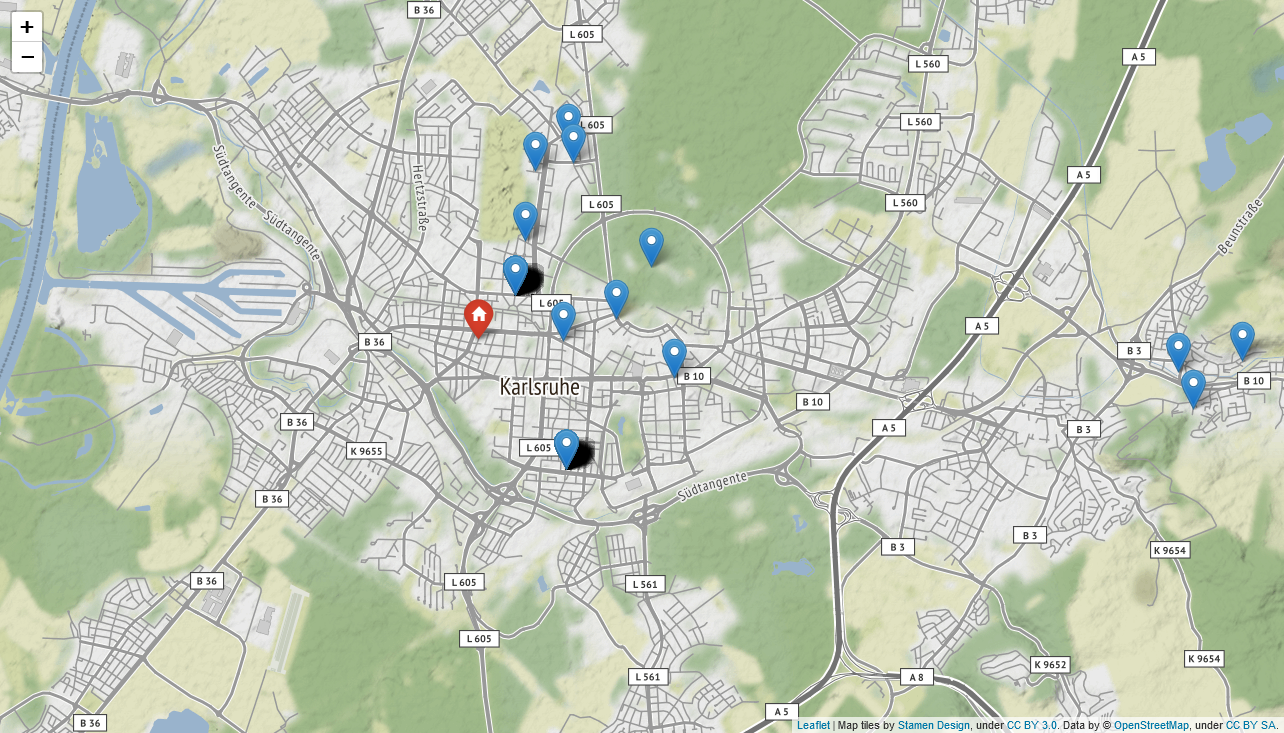 +
B 36
L 605
L 560
A 5
−
L 605
L 560
Südtangente
Hertzstraße
A 5
L 605
L 560
Beunstraße
Südtangente
L 605
A 5
B 36
B 3
Karlsruhe
B 10
B 10
B 10
B 36
A 5
B 3
L 605
K 9655
Südtangente
B 36
B 3
B 3
K 9654
B 36
L 605
L 561
L 605
K 9652
K 9654
L 561
A 8
A 5
B 36
Leaflet | Map tiles by Stamen Design, under CC BY 3.0. Data by © OpenStreetMap, under CC BY SA.